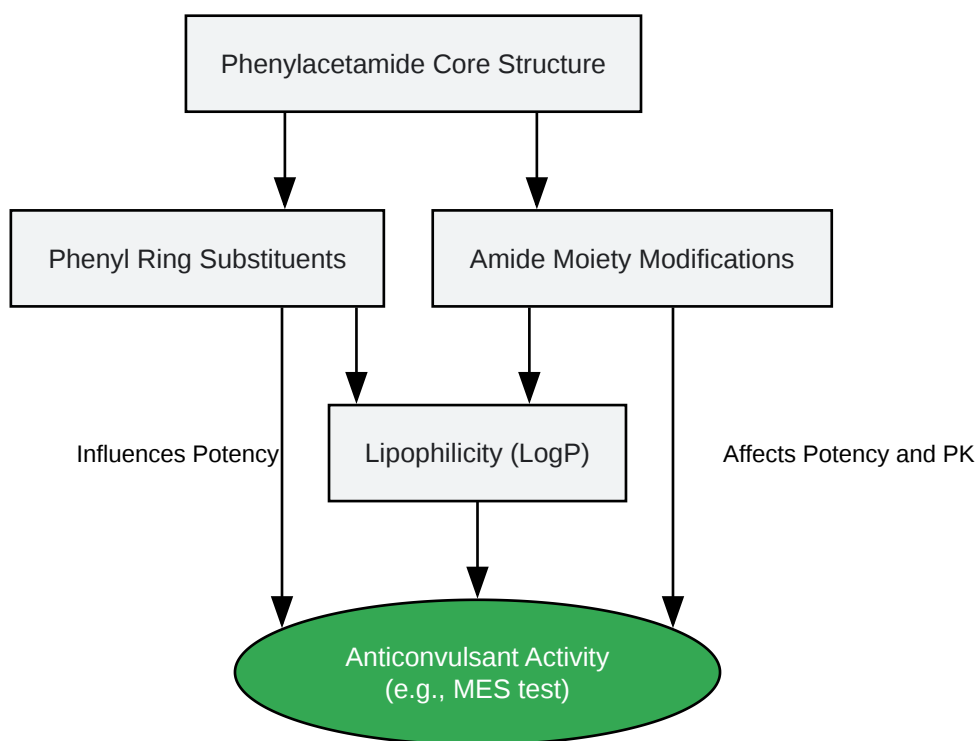 Phenylacetamide Core Structure
Phenyl Ring Substituents
Amide Moiety Modifications
Influences Potency
Lipophilicity (LogP)
Affects Potency and PK
Anticonvulsant Activity
(e.g., MES test)